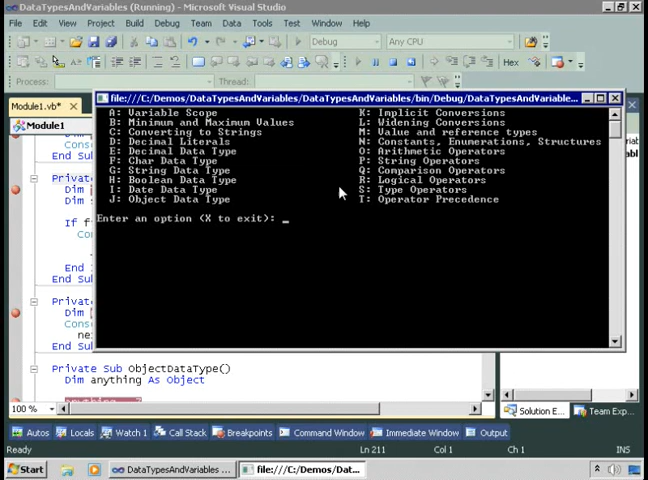 DataTypesAndVariables (Running) - Microsoft Visual Studio
File Edit View Project Build Debug Team Data Tools Test Window Help
Debug Any CPU
Hex
Process: Thread:
Module1.vb*
file:///C:/Demos/DataTypesAndVariables/DataTypesAndVariables/bin/Debug/DataTypesAndVariable...
Module1
A: Variable Scope
B: Minimum and Maximum Values
C: Converting to Strings
D: Decimal Literals
E: Decimal Data Type
F: Char Data Type
G: String Data Type
H: Boolean Data Type
I: Date Data Type
J: Object Data Type
K: Implicit Conversions
L: Widening Conversions
M: Value and reference types
N: Constants, Enumerations, Structures
O: Arithmetic Operators
P: String Operators
Q: Comparison Operators
R: Logical Operators
S: Type Operators
T: Operator Precedence
Enter an option (X to exit): _
End Sub
Dim
If
End
End Sub
Dim
End Sub
Private Sub ObjectDataType()
Dim anything As Object
100 %
Solution E... Team Exp...
Autos Locals Watch 1 Call Stack Breakpoints Command Window Immediate Window Output
Ready Ln 211 Col 1 Ch 1 INS
Start DataTypesAndVariables ... file:///C:/Demos/Dat...